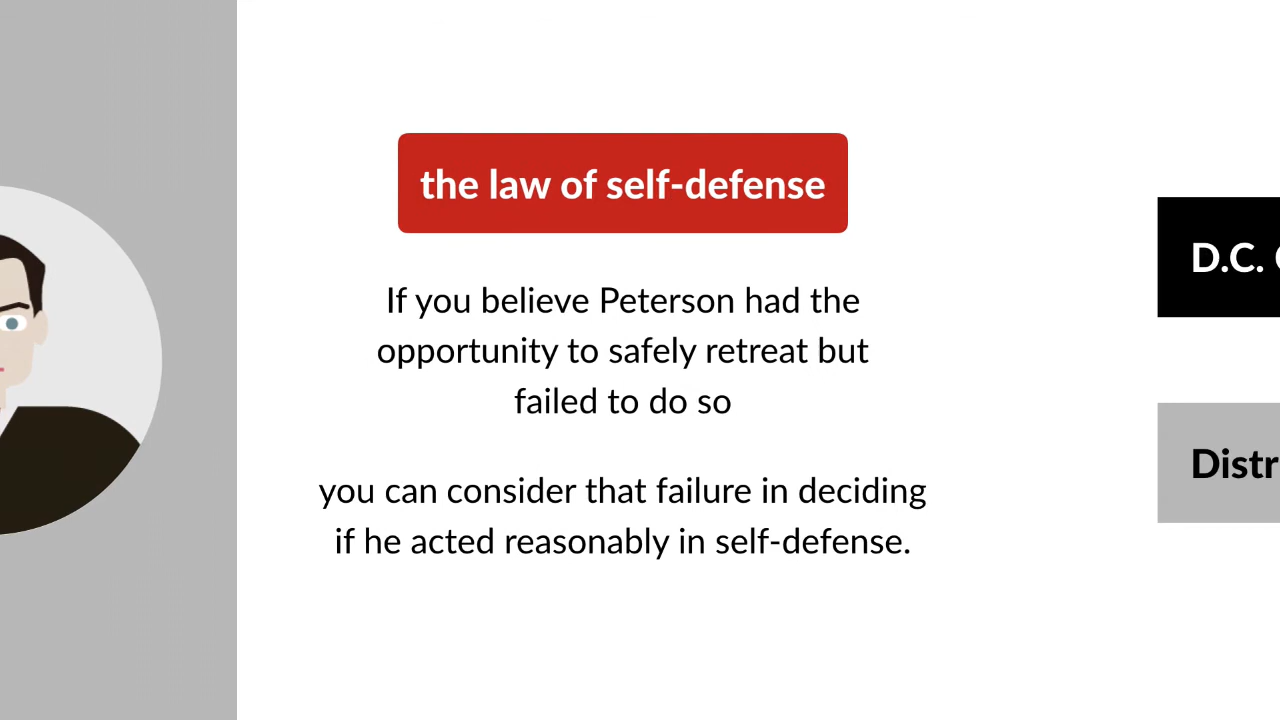 the law of self-defense
If you believe Peterson had the
opportunity to safely retreat but
failed to do so
you can consider that failure in deciding
if he acted reasonably in self-defense.
D.C.